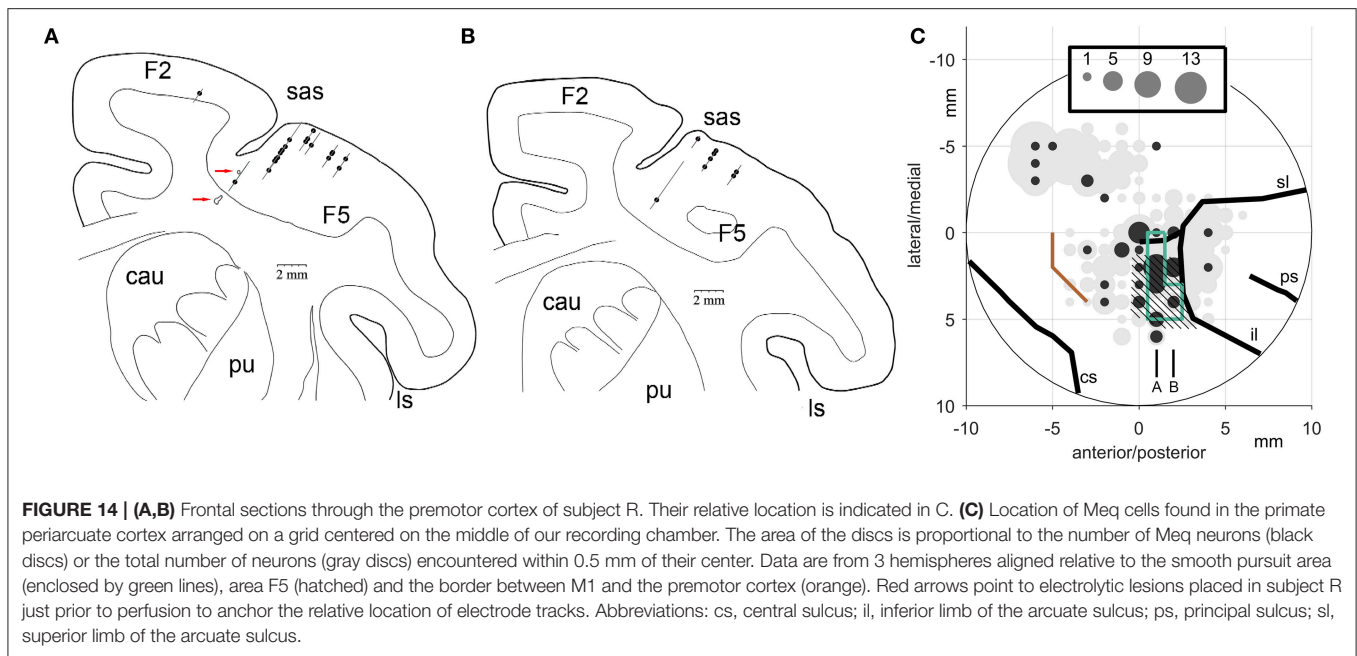 A
F2
sas
F5
2 mm
cau
pu
ls
B
F2
sas
F5
2 mm
cau
pu
ls
C
1 5 9 13
-10
mm
-5
0
5
10
lateral/medial
sl
ps
il
cs
A B
-10 -5 0 5 10
mm
anterior/posterior
FIGURE 14 | (A,B) Frontal sections through the premotor cortex of subject R. Their relative location is indicated in C. (C) Location of Meq cells found in the primate
periarcuate cortex arranged on a grid centered on the middle of our recording chamber. The area of the discs is proportional to the number of Meq neurons (black
discs) or the total number of neurons (gray discs) encountered within 0.5 mm of their center. Data are from 3 hemispheres aligned relative to the smooth pursuit area
(enclosed by green lines), area F5 (hatched) and the border between M1 and the premotor cortex (orange). Red arrows point to electrolytic lesions placed in subject R
just prior to perfusion to anchor the relative location of electrode tracks. Abbreviations: cs, central sulcus; il, inferior limb of the arcuate sulcus; ps, principal sulcus; sl,
superior limb of the arcuate sulcus.